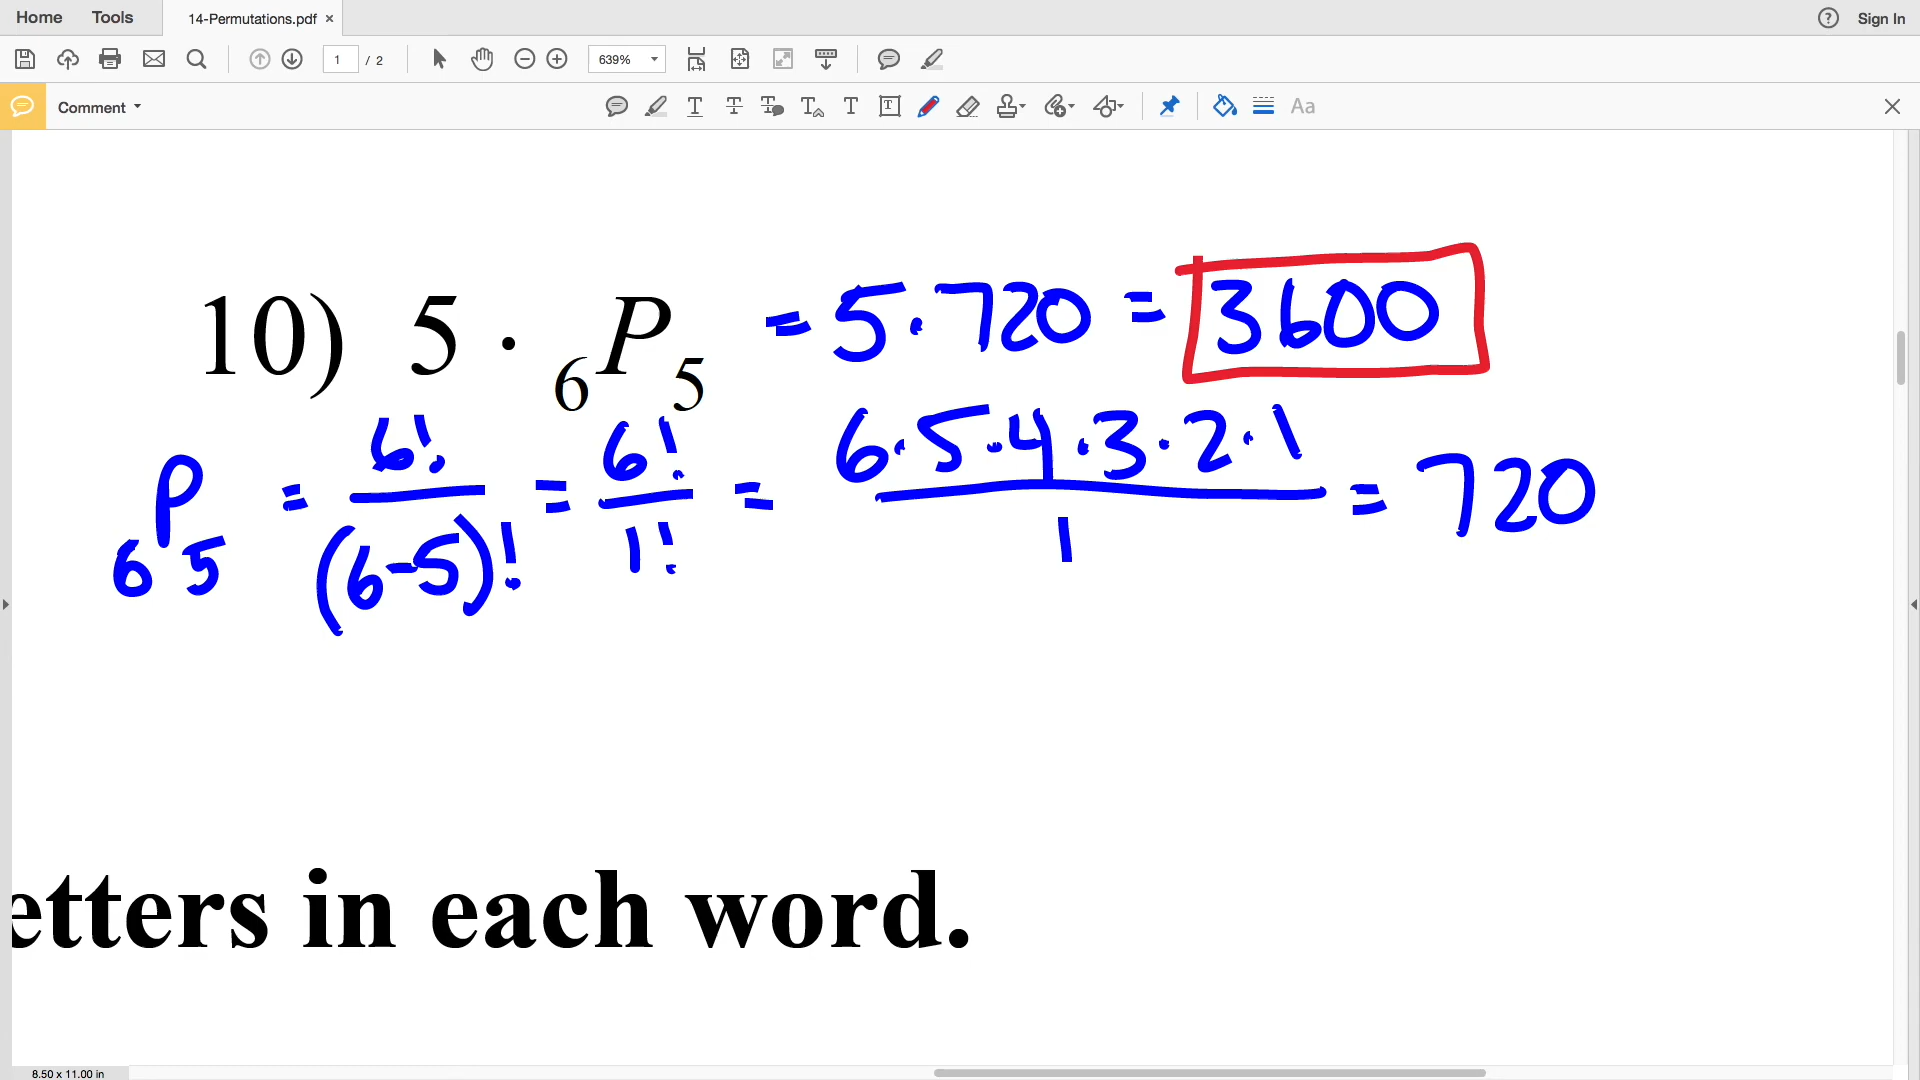 Home Tools 14-Permutations.pdf × ? Sign In
1 / 2 639%
Comment T T T T T T Aa
10) 5 · ₆P₅ = 5 · 720 = 3600
₆P₅ = 6!/(6-5)! = 6!/1! = 6·5·4·3·2·1/1 = 720
etters in each word.
8.50 x 11.00 in